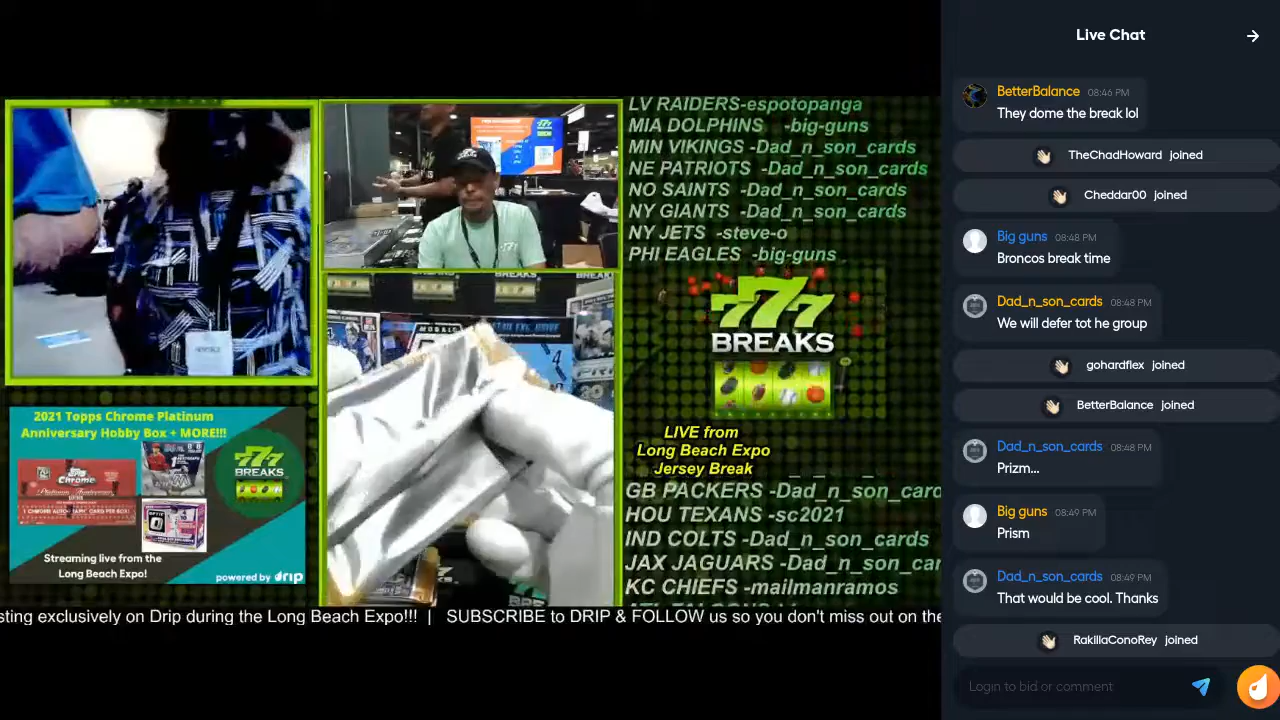 LV RAIDERS-espotopanga
MIA DOLPHINS -big-guns
MIN VIKINGS -Dad_n_son_cards
NE PATRIOTS -Dad_n_son_cards
NO SAINTS -Dad_n_son_cards
NY GIANTS -Dad_n_son_cards
NY JETS -steve-o
PHI EAGLES -big-guns
777
BREAKS
LIVE from
Long Beach Expo
Jersey Break
GB PACKERS -Dad_n_son_card
HOU TEXANS -sc2021
IND COLTS -Dad_n_son_cards
JAX JAGUARS -Dad_n_son_car
KC CHIEFS -mailmanramos
2021 Topps Chrome Platinum
Anniversary Hobby Box + MORE!!!
Topps
Chrome
Platinum Anniversary
777
BREAKS
OPTIC
Streaming live from the
Long Beach Expo!
powered by drip
BREAKS
MOSAIC
sting exclusively on Drip during the Long Beach Expo!!! | SUBSCRIBE to DRIP & FOLLOW us so you don't miss out on the
Live Chat
BetterBalance 08:46 PM
They dome the break lol
TheChadHoward joined
Cheddar00 joined
Big guns 08:48 PM
Broncos break time
Dad_n_son_cards 08:48 PM
We will defer tot he group
gohardflex joined
BetterBalance joined
Dad_n_son_cards 08:48 PM
Prizm...
Big guns 08:49 PM
Prism
Dad_n_son_cards 08:49 PM
That would be cool. Thanks
RakillaConoRey joined
Login to bid or comment